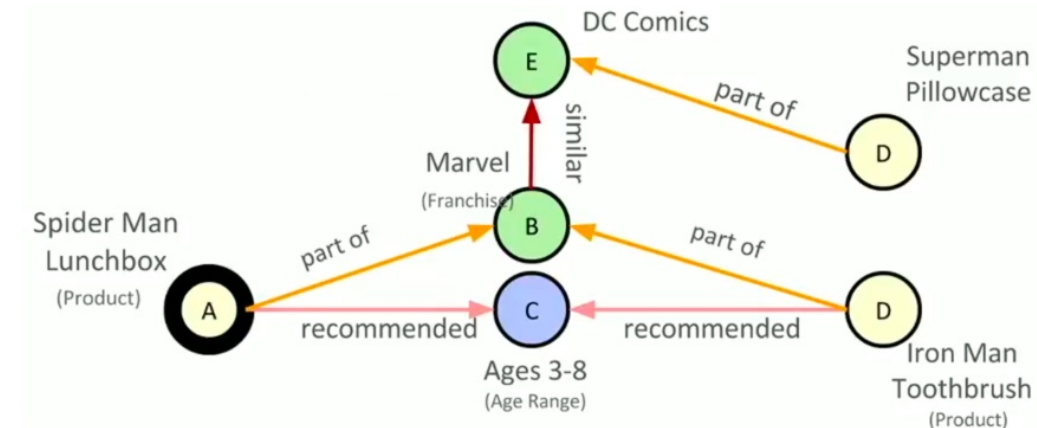 DC Comics
E
Superman
Pillowcase
part of
D
similar
Marvel
(Franchise)
B
Spider Man
Lunchbox
(Product)
A
part of
part of
recommended
C
recommended
D
Ages 3-8
(Age Range)
Iron Man
Toothbrush
(Product)